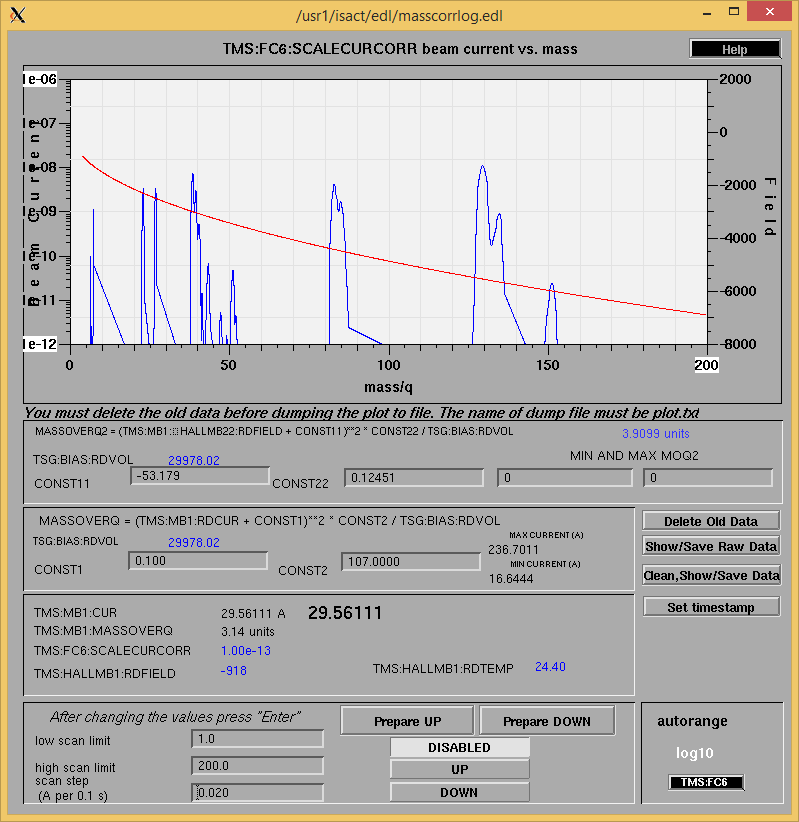 /usr1/isact/edl/masscorrlog.edl
TMS:FC6:SCALECURCORR beam current vs. mass
Help
1e-06
1e-07
1e-08
1e-09
1e-10
1e-11
1e-12
Beam Current
2000
0
-2000
-4000
-6000
-8000
Field
0 50 100 150 200
mass/q
You must delete the old data before dumping the plot to file. The name of dump file must be plot.txt
MASSOVERQ2 = (TMS:MB1:HALLMB22:RDFIELD + CONST11)**2 * CONST22 / TSG:BIAS:RDVOL
3.9099 units
TSG:BIAS:RDVOL 29978.02 MIN AND MAX MOQ2
CONST11 -53.179 CONST22 0.12451 0 0
MASSOVERQ = (TMS:MB1:RDCUR + CONST1)**2 * CONST2 / TSG:BIAS:RDVOL
TSG:BIAS:RDVOL 29978.02
MAX CURRENT (A)
236.7011
CONST1 0.100 CONST2 107.0000
MIN CURRENT (A)
16.6444
Delete Old Data
Show/Save Raw Data
Clean,Show/Save Data
Set timestamp
TMS:MB1:CUR 29.56111 A 29.56111
TMS:MB1:MASSOVERQ 3.14 units
TMS:FC6:SCALECURCORR 1.00e-13
TMS:HALLMB1:RDFIELD -918 TMS:HALLMB1:RDTEMP 24.40
After changing the values press "Enter"
low scan limit 1.0
high scan limit 200.0
scan step
(A per 0.1 s) 0.020
Prepare UP Prepare DOWN
DISABLED
UP
DOWN
autorange
log10
TMS:FC6